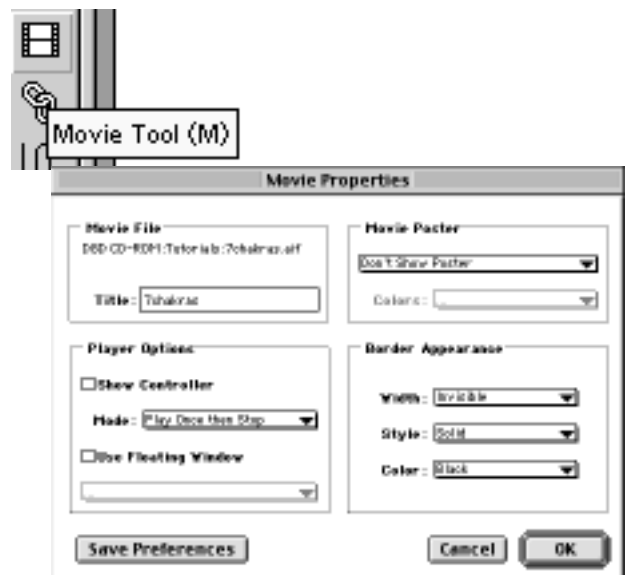 Movie Tool (M)
Movie Properties
Movie File
DBD CD-ROM:Tutorials:7chakras.aif
Title: 7chakras
Movie Poster
Don't Show Poster
Colors:
Player Options
Show Controller
Mode: Play Once then Stop
Use Floating Window
Border Appearance
Width: Invisible
Style: Solid
Color: Black
Save Preferences
Cancel
OK